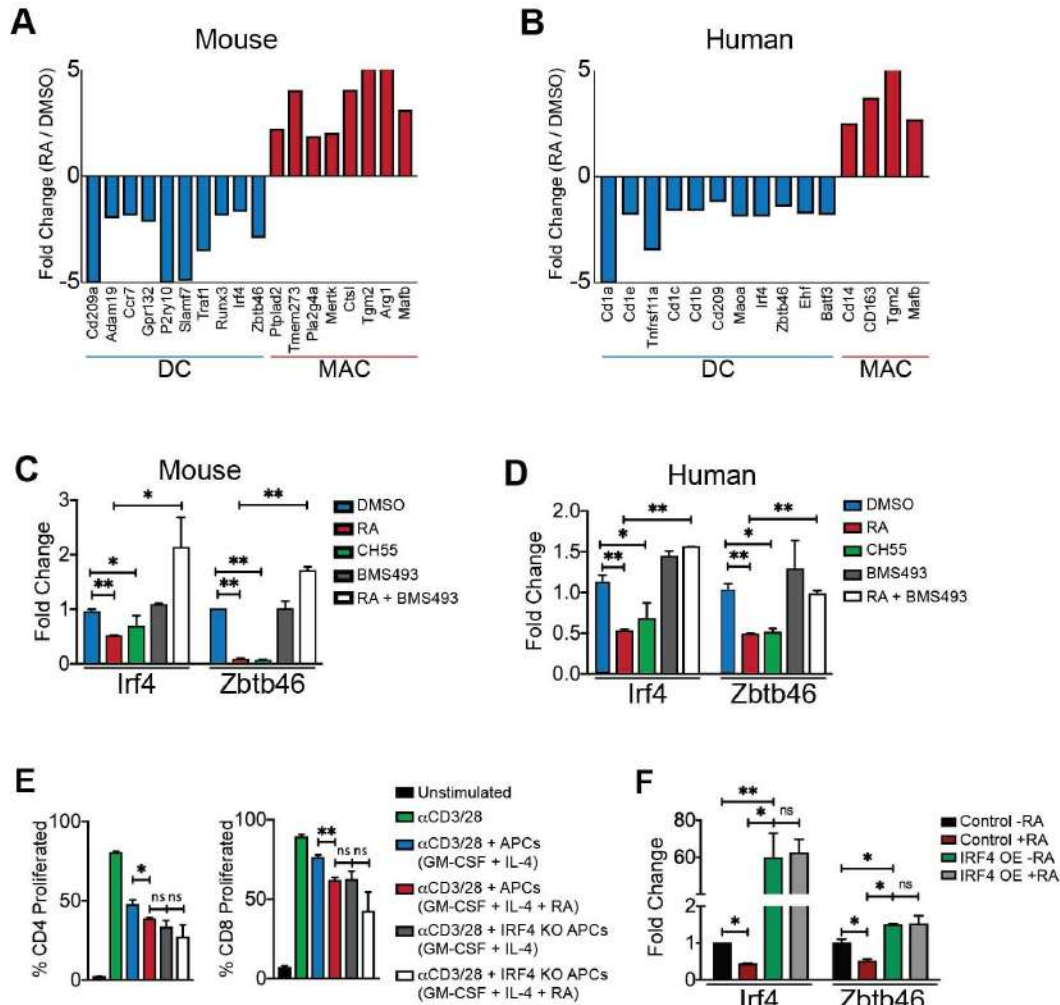 A
Mouse
Fold Change (RA / DMSO)
5
0
-5
Cd209a
Adam19
Ccr7
Gpr132
P2ry10
Slamf7
Traf1
Runx3
Irf4
Zbtb46
Ptplad2
Tmem273
Pla2g4a
Mertk
Ctsl
Tgm2
Arg1
Mafb
DC
MAC
B
Human
Fold Change (RA / DMSO)
5
0
-5
Cd1a
Cd1e
Tnfrsf11a
Cd1c
Cd1b
Cd209
Maoa
Irf4
Zbtb46
Ehf
Batf3
Cd14
CD163
Tgm2
Mafb
DC
MAC
C
Mouse
Fold Change
3
2
1
0
*
**
*
**
**
**
Irf4
Zbtb46
DMSO
RA
CH55
BMS493
RA + BMS493
D
Human
Fold Change
2.0
1.5
1.0
0.5
0.0
**
*
**
**
*
**
Irf4
Zbtb46
DMSO
RA
CH55
BMS493
RA + BMS493
E
% CD4 Proliferated
100
50
0
*
ns ns
% CD8 Proliferated
100
50
0
**
ns ns
Unstimulated
αCD3/28
αCD3/28 + APCs
(GM-CSF + IL-4)
αCD3/28 + APCs
(GM-CSF + IL-4 + RA)
αCD3/28 + IRF4 KO APCs
(GM-CSF + IL-4)
αCD3/28 + IRF4 KO APCs
(GM-CSF + IL-4 + RA)
F
Fold Change
80
60
2
1
0
**
* ns
*
*
* ns
*
Irf4
Zbtb46
Control -RA
Control +RA
IRF4 OE -RA
IRF4 OE +RA